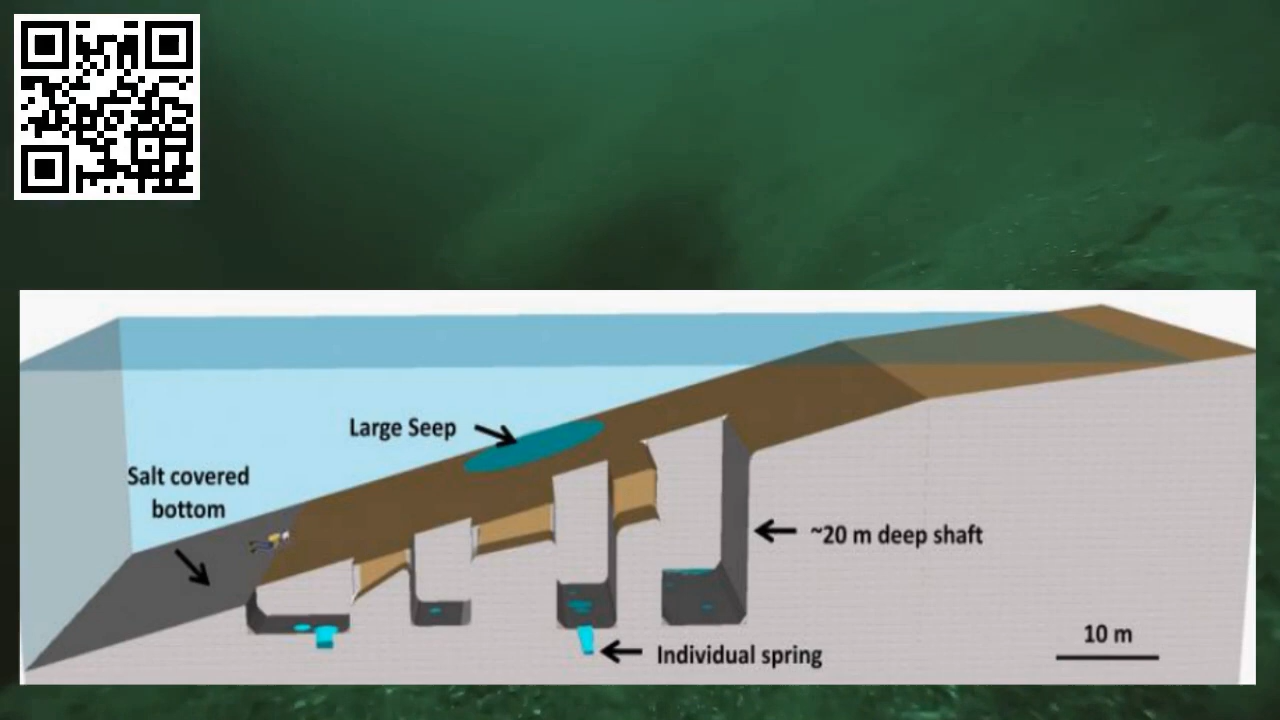 Large Seep
Salt covered
bottom
~20 m deep shaft
10 m
Individual spring